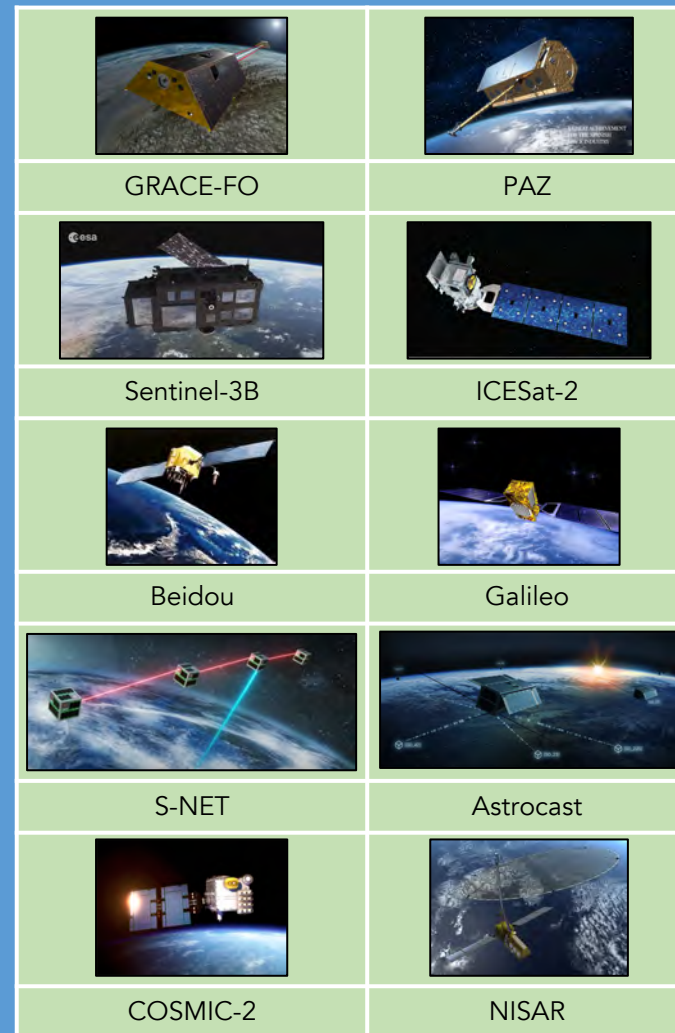 GRACE-FO
PAZ
esa
Sentinel-3B
ICESat-2
Beidou
Galileo
S-NET
Astrocast
COSMIC-2
NISAR